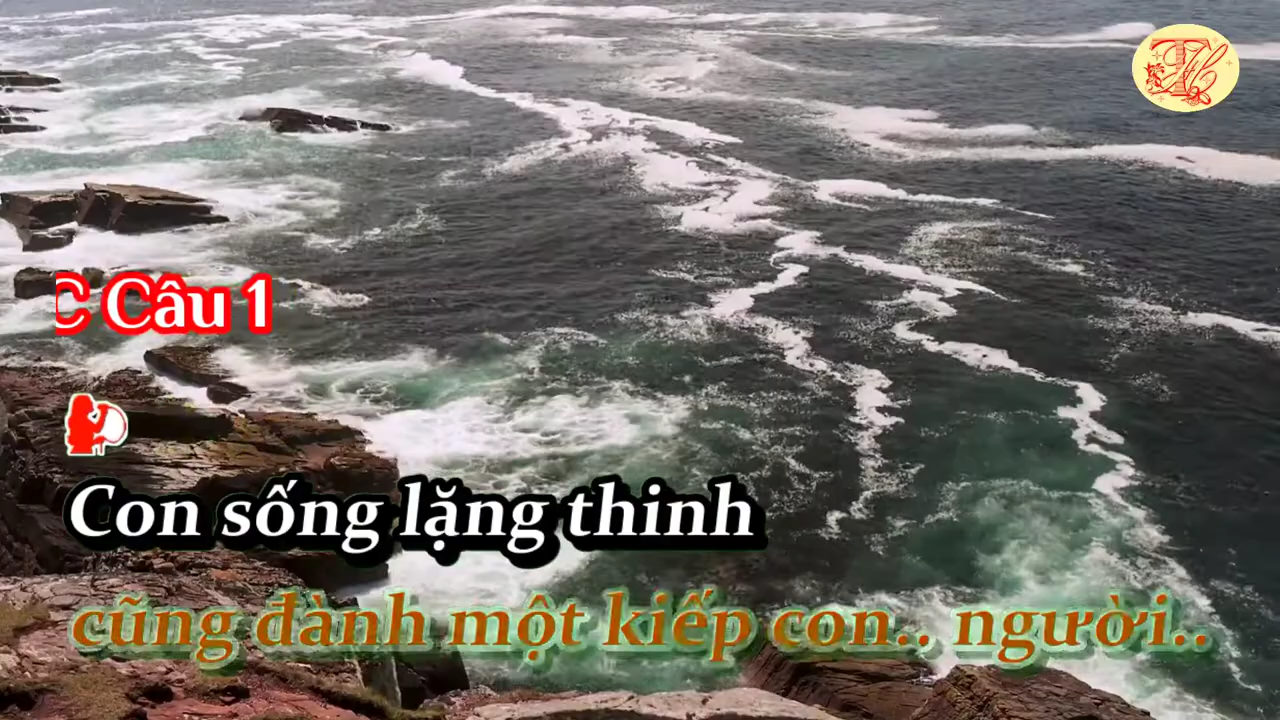 C Câu 1
Con sống lặng thinh
cũng đành một kiếp con.. người..